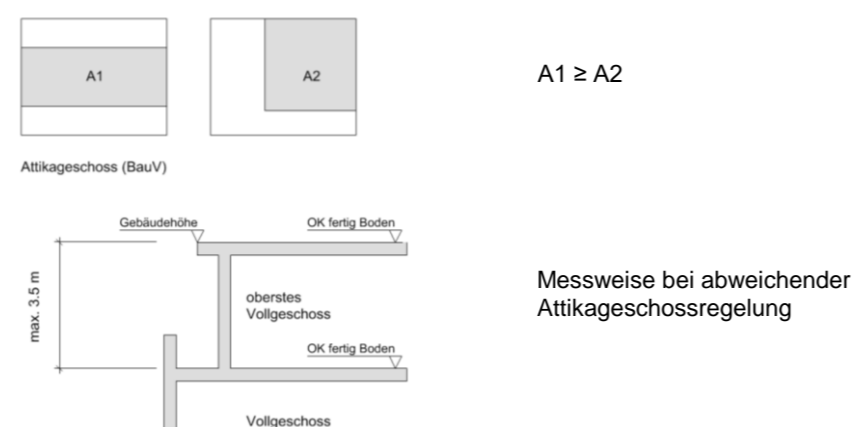 A1
A2
A1 ≥ A2
Attikageschoss (BauV)
Gebäudehöhe
OK fertig Boden
max. 3.5 m
oberstes
Vollgeschoss
Messweise bei abweichender
Attikageschossregelung
OK fertig Boden
Vollgeschoss